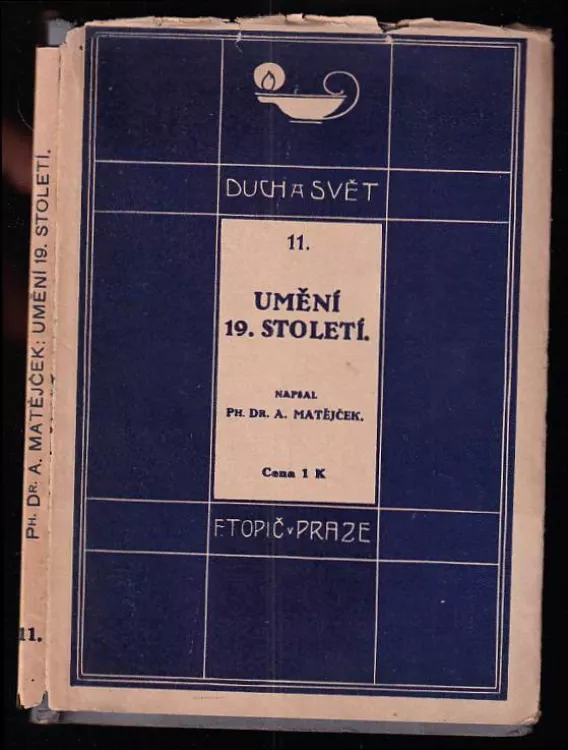 PH. DR. A. MATĚJČEK: UMĚNÍ 19. STOLETÍ.
11.
DUCH A SVĚT
11.
UMĚNÍ
19. STOLETÍ.
NAPSAL
PH. DR. A. MATĚJČEK.
Cena 1 K
F. TOPIČ V PRAZE